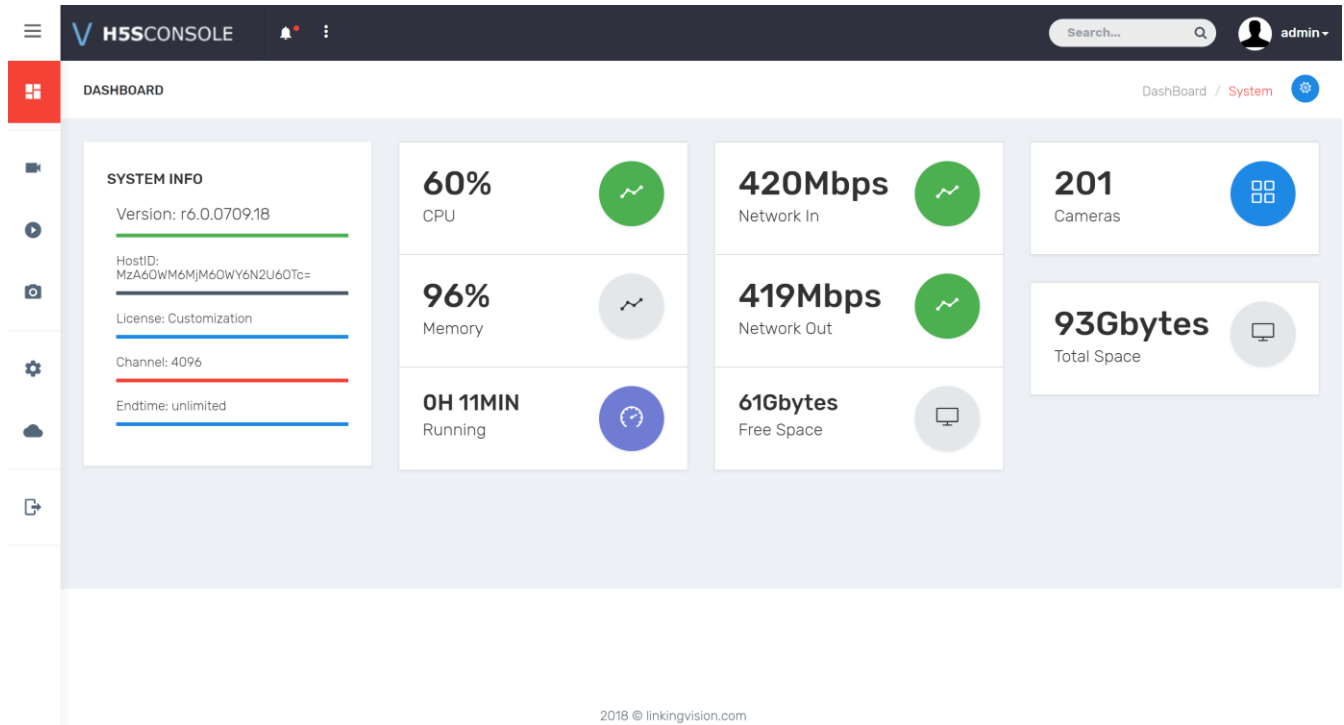 H5SCONSOLE
Search...
admin
DASHBOARD
DashBoard / System
SYSTEM INFO
Version: r6.0.0709.18
HostID:
MzA6OWM6MjM6OWY6N2U6OTc=
License: Customization
Channel: 4096
Endtime: unlimited
60%
CPU
96%
Memory
0H 11MIN
Running
420Mbps
Network In
419Mbps
Network Out
61Gbytes
Free Space
201
Cameras
93Gbytes
Total Space
2018 © linkingvision.com